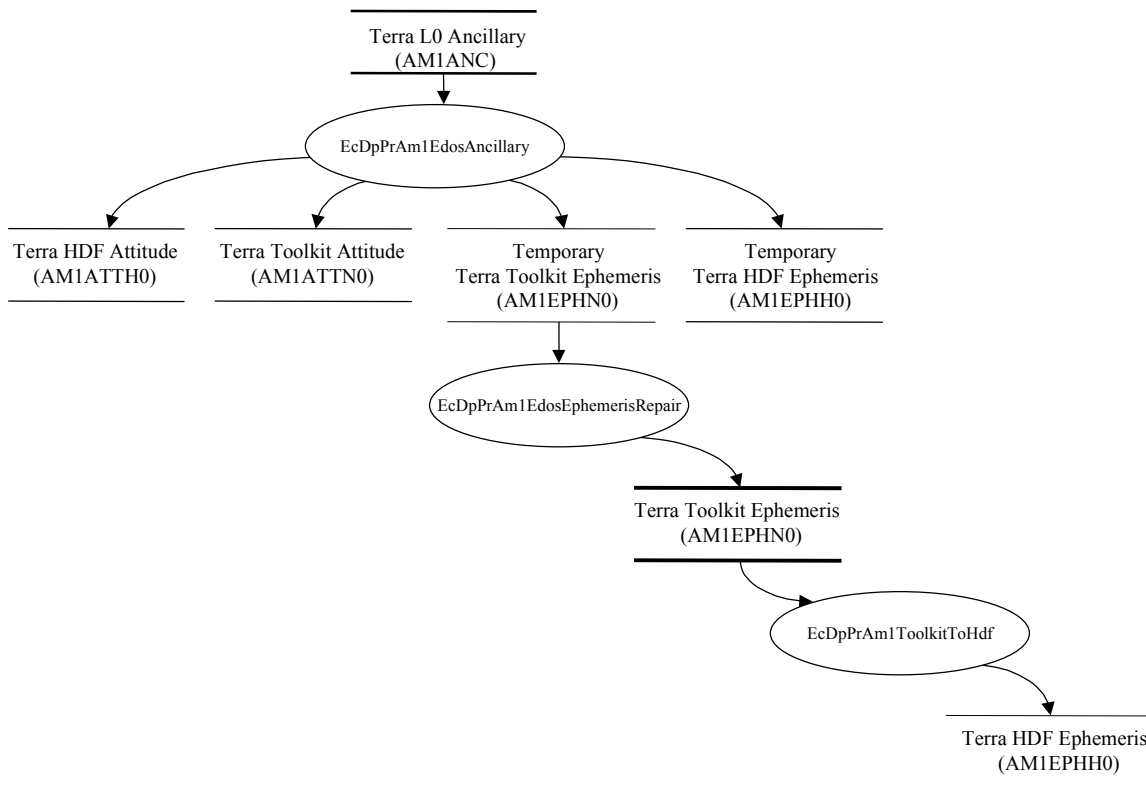 Terra L0 Ancillary
(AM1ANC)
EcDpPrAm1EdosAncillary
Terra HDF Attitude
(AM1ATTH0)
Terra Toolkit Attitude
(AM1ATTN0)
Temporary
Terra Toolkit Ephemeris
(AM1EPHN0)
Temporary
Terra HDF Ephemeris
(AM1EPHH0)
EcDpPrAm1EdosEphemerisRepair
Terra Toolkit Ephemeris
(AM1EPHN0)
EcDpPrAm1ToolkitToHdf
Terra HDF Ephemeris
(AM1EPHH0)